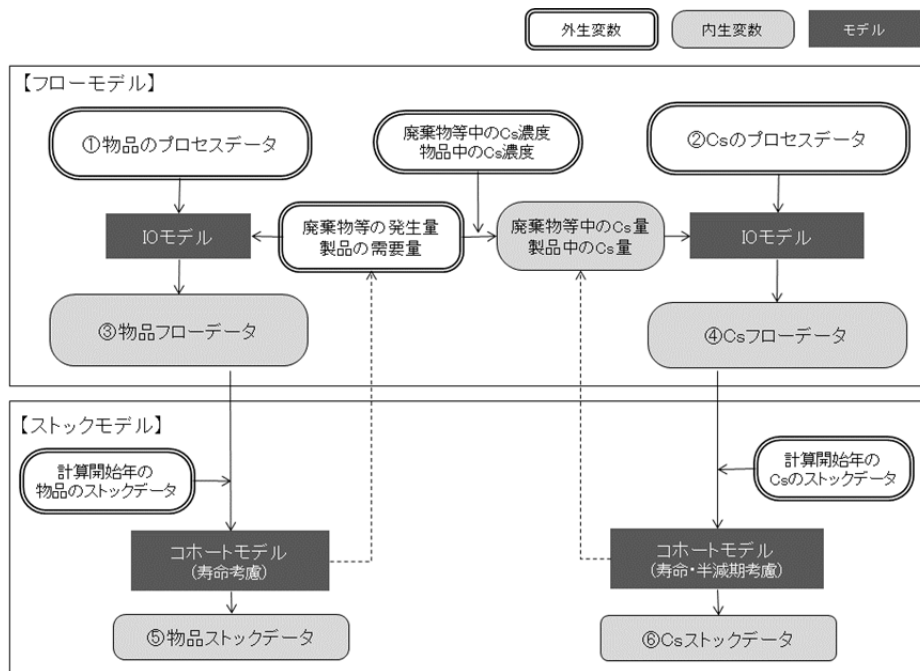 外生変数
内生変数
モデル
【フローモデル】
①物品のプロセスデータ
廃棄物等中のCs濃度
物品中のCs濃度
②Csのプロセスデータ
IOモデル
廃棄物等の発生量
製品の需要量
廃棄物等中のCs量
製品中のCs量
IOモデル
③物品フローデータ
④Csフローデータ
【ストックモデル】
計算開始年の
物品のストックデータ
計算開始年の
Csのストックデータ
コホートモデル
(寿命考慮)
コホートモデル
(寿命・半減期考慮)
⑤物品ストックデータ
⑥Csストックデータ